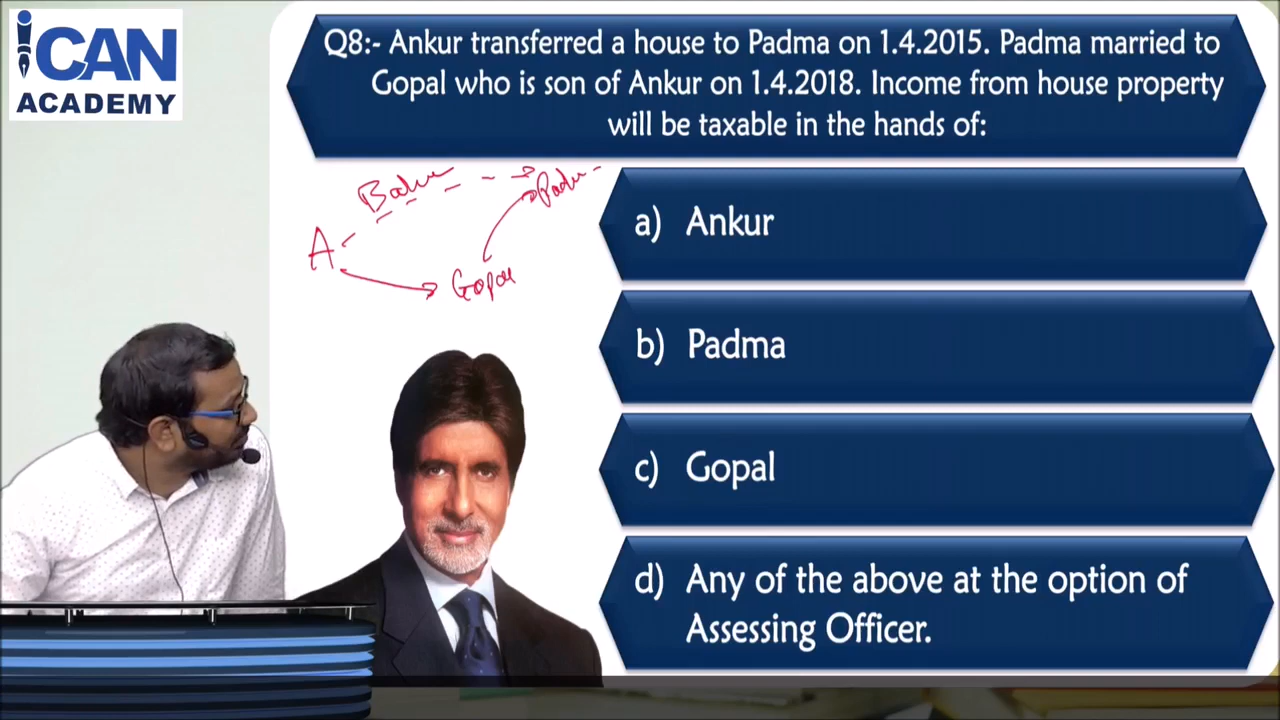 iCAN
ACADEMY
Q8:- Ankur transferred a house to Padma on 1.4.2015. Padma married to
Gopal who is son of Ankur on 1.4.2018. Income from house property
will be taxable in the hands of:
A
Gopal
a) Ankur
b) Padma
c) Gopal
d) Any of the above at the option of
Assessing Officer.